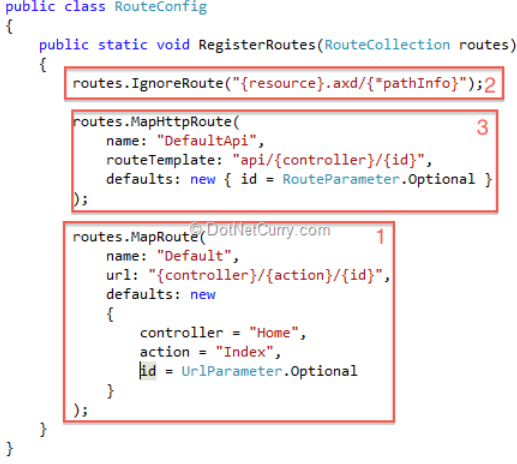 public class RouteConfig
{
    public static void RegisterRoutes(RouteCollection routes)
    {
        routes.IgnoreRoute("{resource}.axd/{*pathInfo}");2
        routes.MapHttpRoute( 3
            name: "DefaultApi",
            routeTemplate: "api/{controller}/{id}",
            defaults: new { id = RouteParameter.Optional }
        );
© DotNetCurry.com
        routes.MapRoute( 1
            name: "Default",
            url: "{controller}/{action}/{id}",
            defaults: new
            {
                controller = "Home",
                action = "Index",
                id = UrlParameter.Optional
            }
        );
    }
}